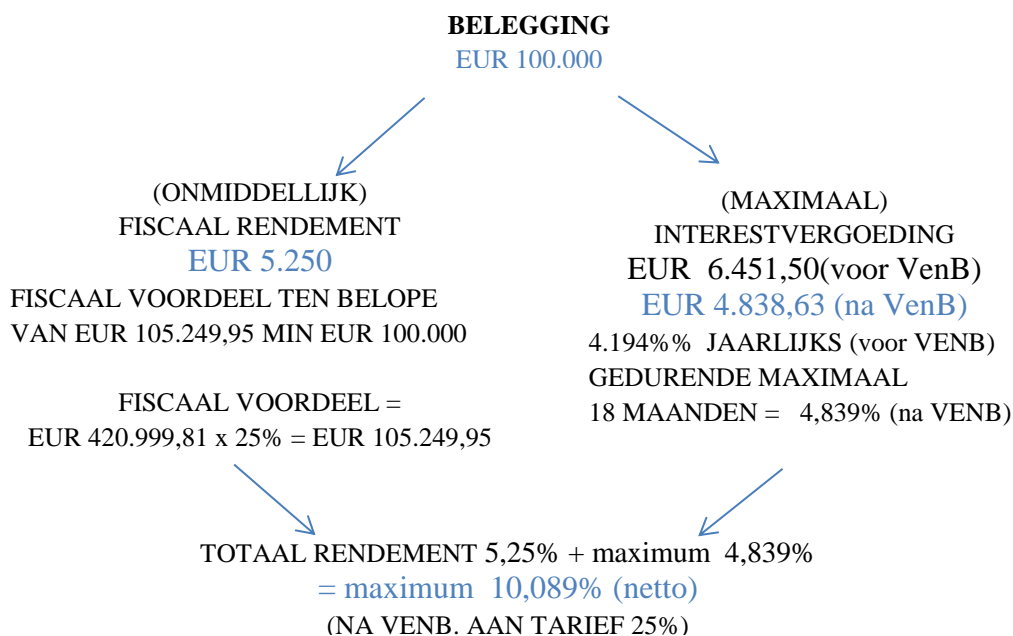 BELEGGING
EUR 100.000
(ONMIDDELLIJK)
FISCAAL RENDEMENT
EUR 5.250
FISCAAL VOORDEEL TEN BELOPE
VAN EUR 105.249,95 MIN EUR 100.000
FISCAAL VOORDEEL =
EUR 420.999,81 x 25% = EUR 105.249,95
(MAXIMAAL)
INTERESTVERGOEDING
EUR 6.451,50(voor VenB)
EUR 4.838,63 (na VenB)
4.194%% JAARLIJKS (voor VENB)
GEDURENDE MAXIMAAL
18 MAANDEN = 4,839% (na VENB)
TOTAAL RENDEMENT 5,25% + maximum 4,839%
= maximum 10,089% (netto)
(NA VENB. AAN TARIEF 25%)